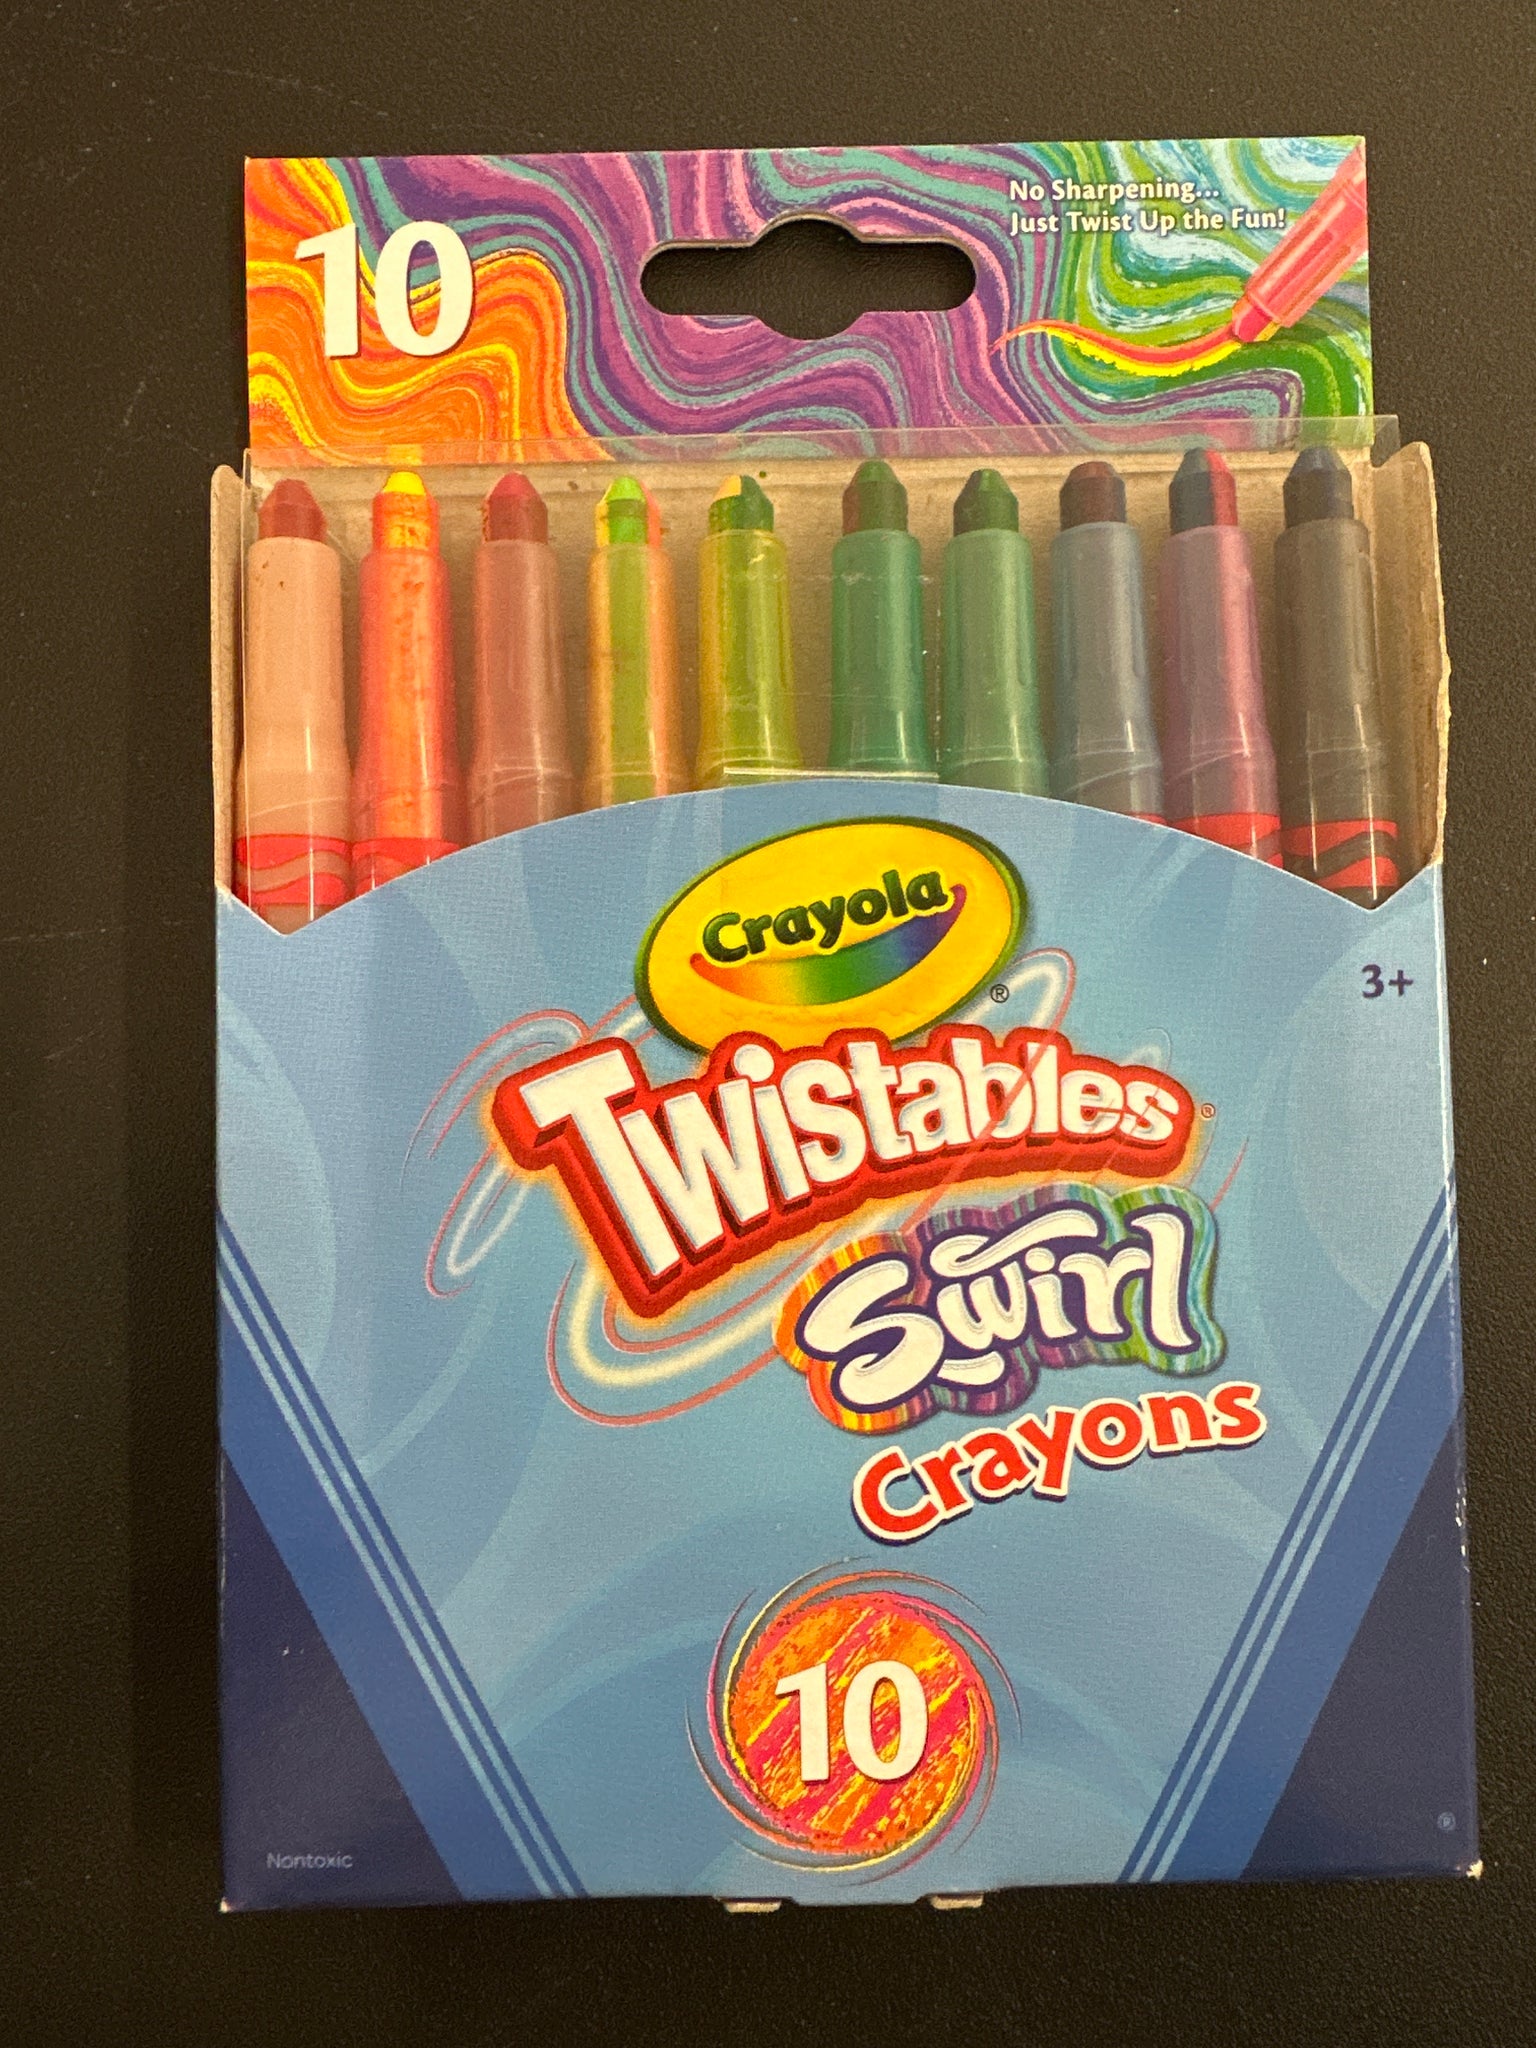 10
No Sharpening...
Just Twist Up the Fun!
Crayola
®
3+
Twistables®
Swirl
Crayons
10
Nontoxic
®